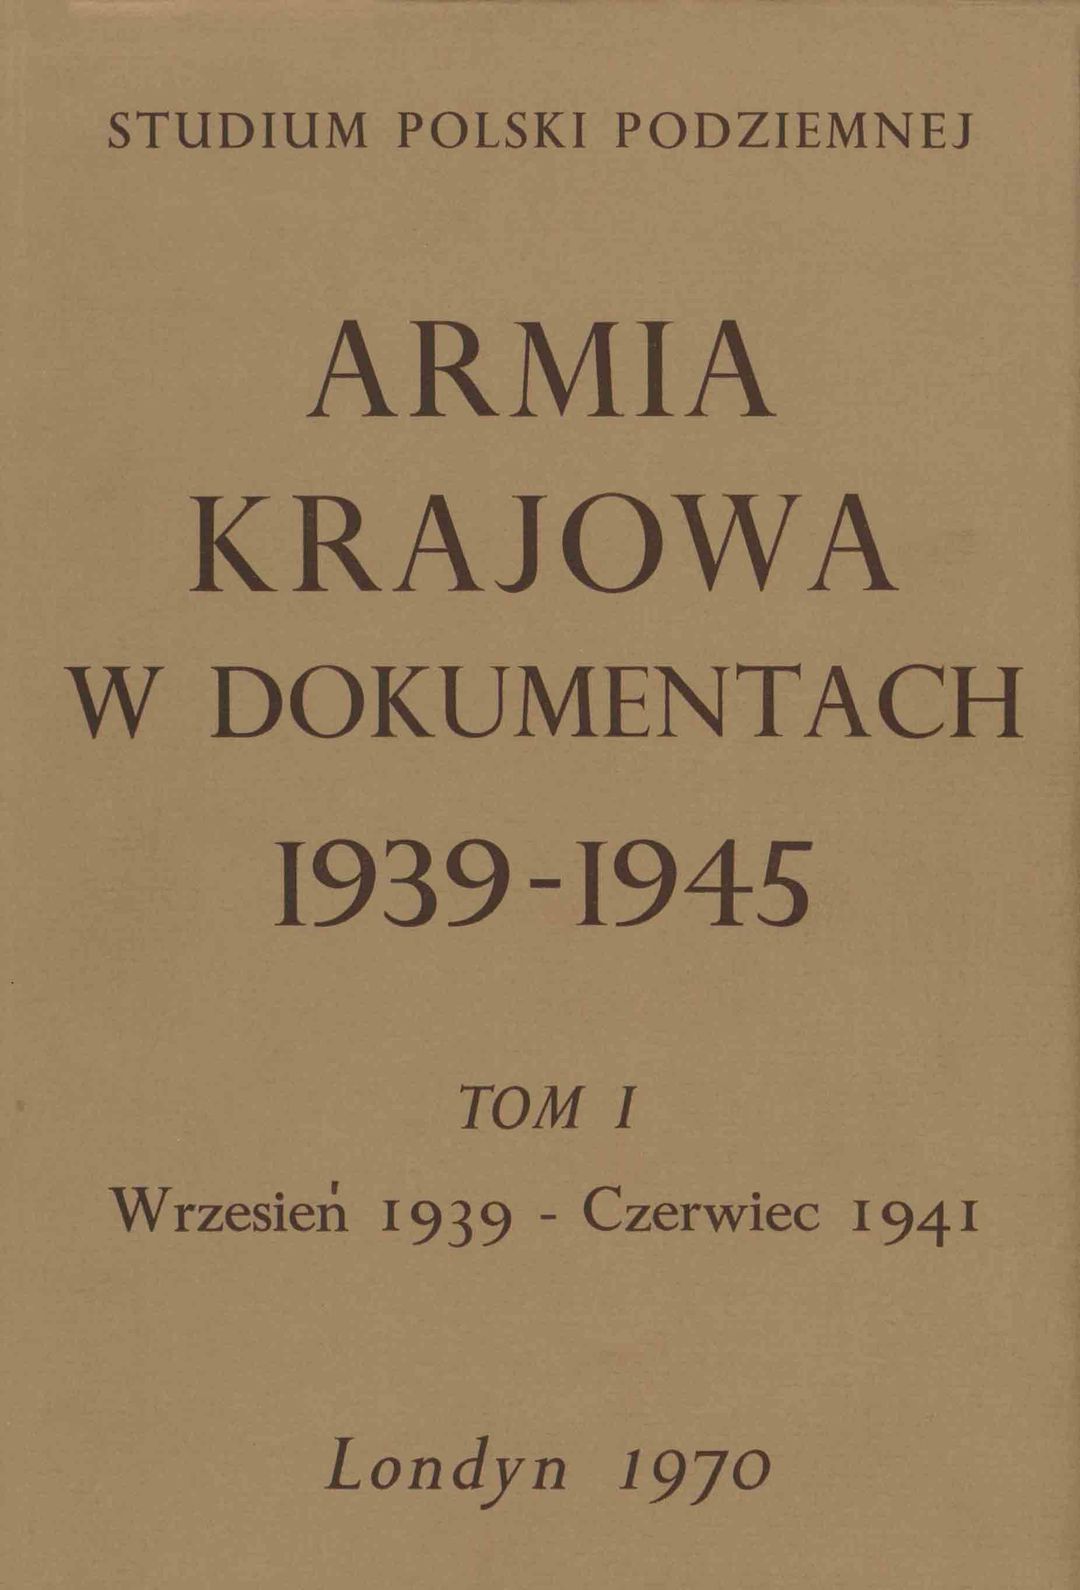 STUDIUM POLSKI PODZIEMNEJ
ARMIA
KRAJOWA
W DOKUMENTACH
1939-1945
TOM I
Wrzesień 1939 - Czerwiec 1941
Londyn 1970